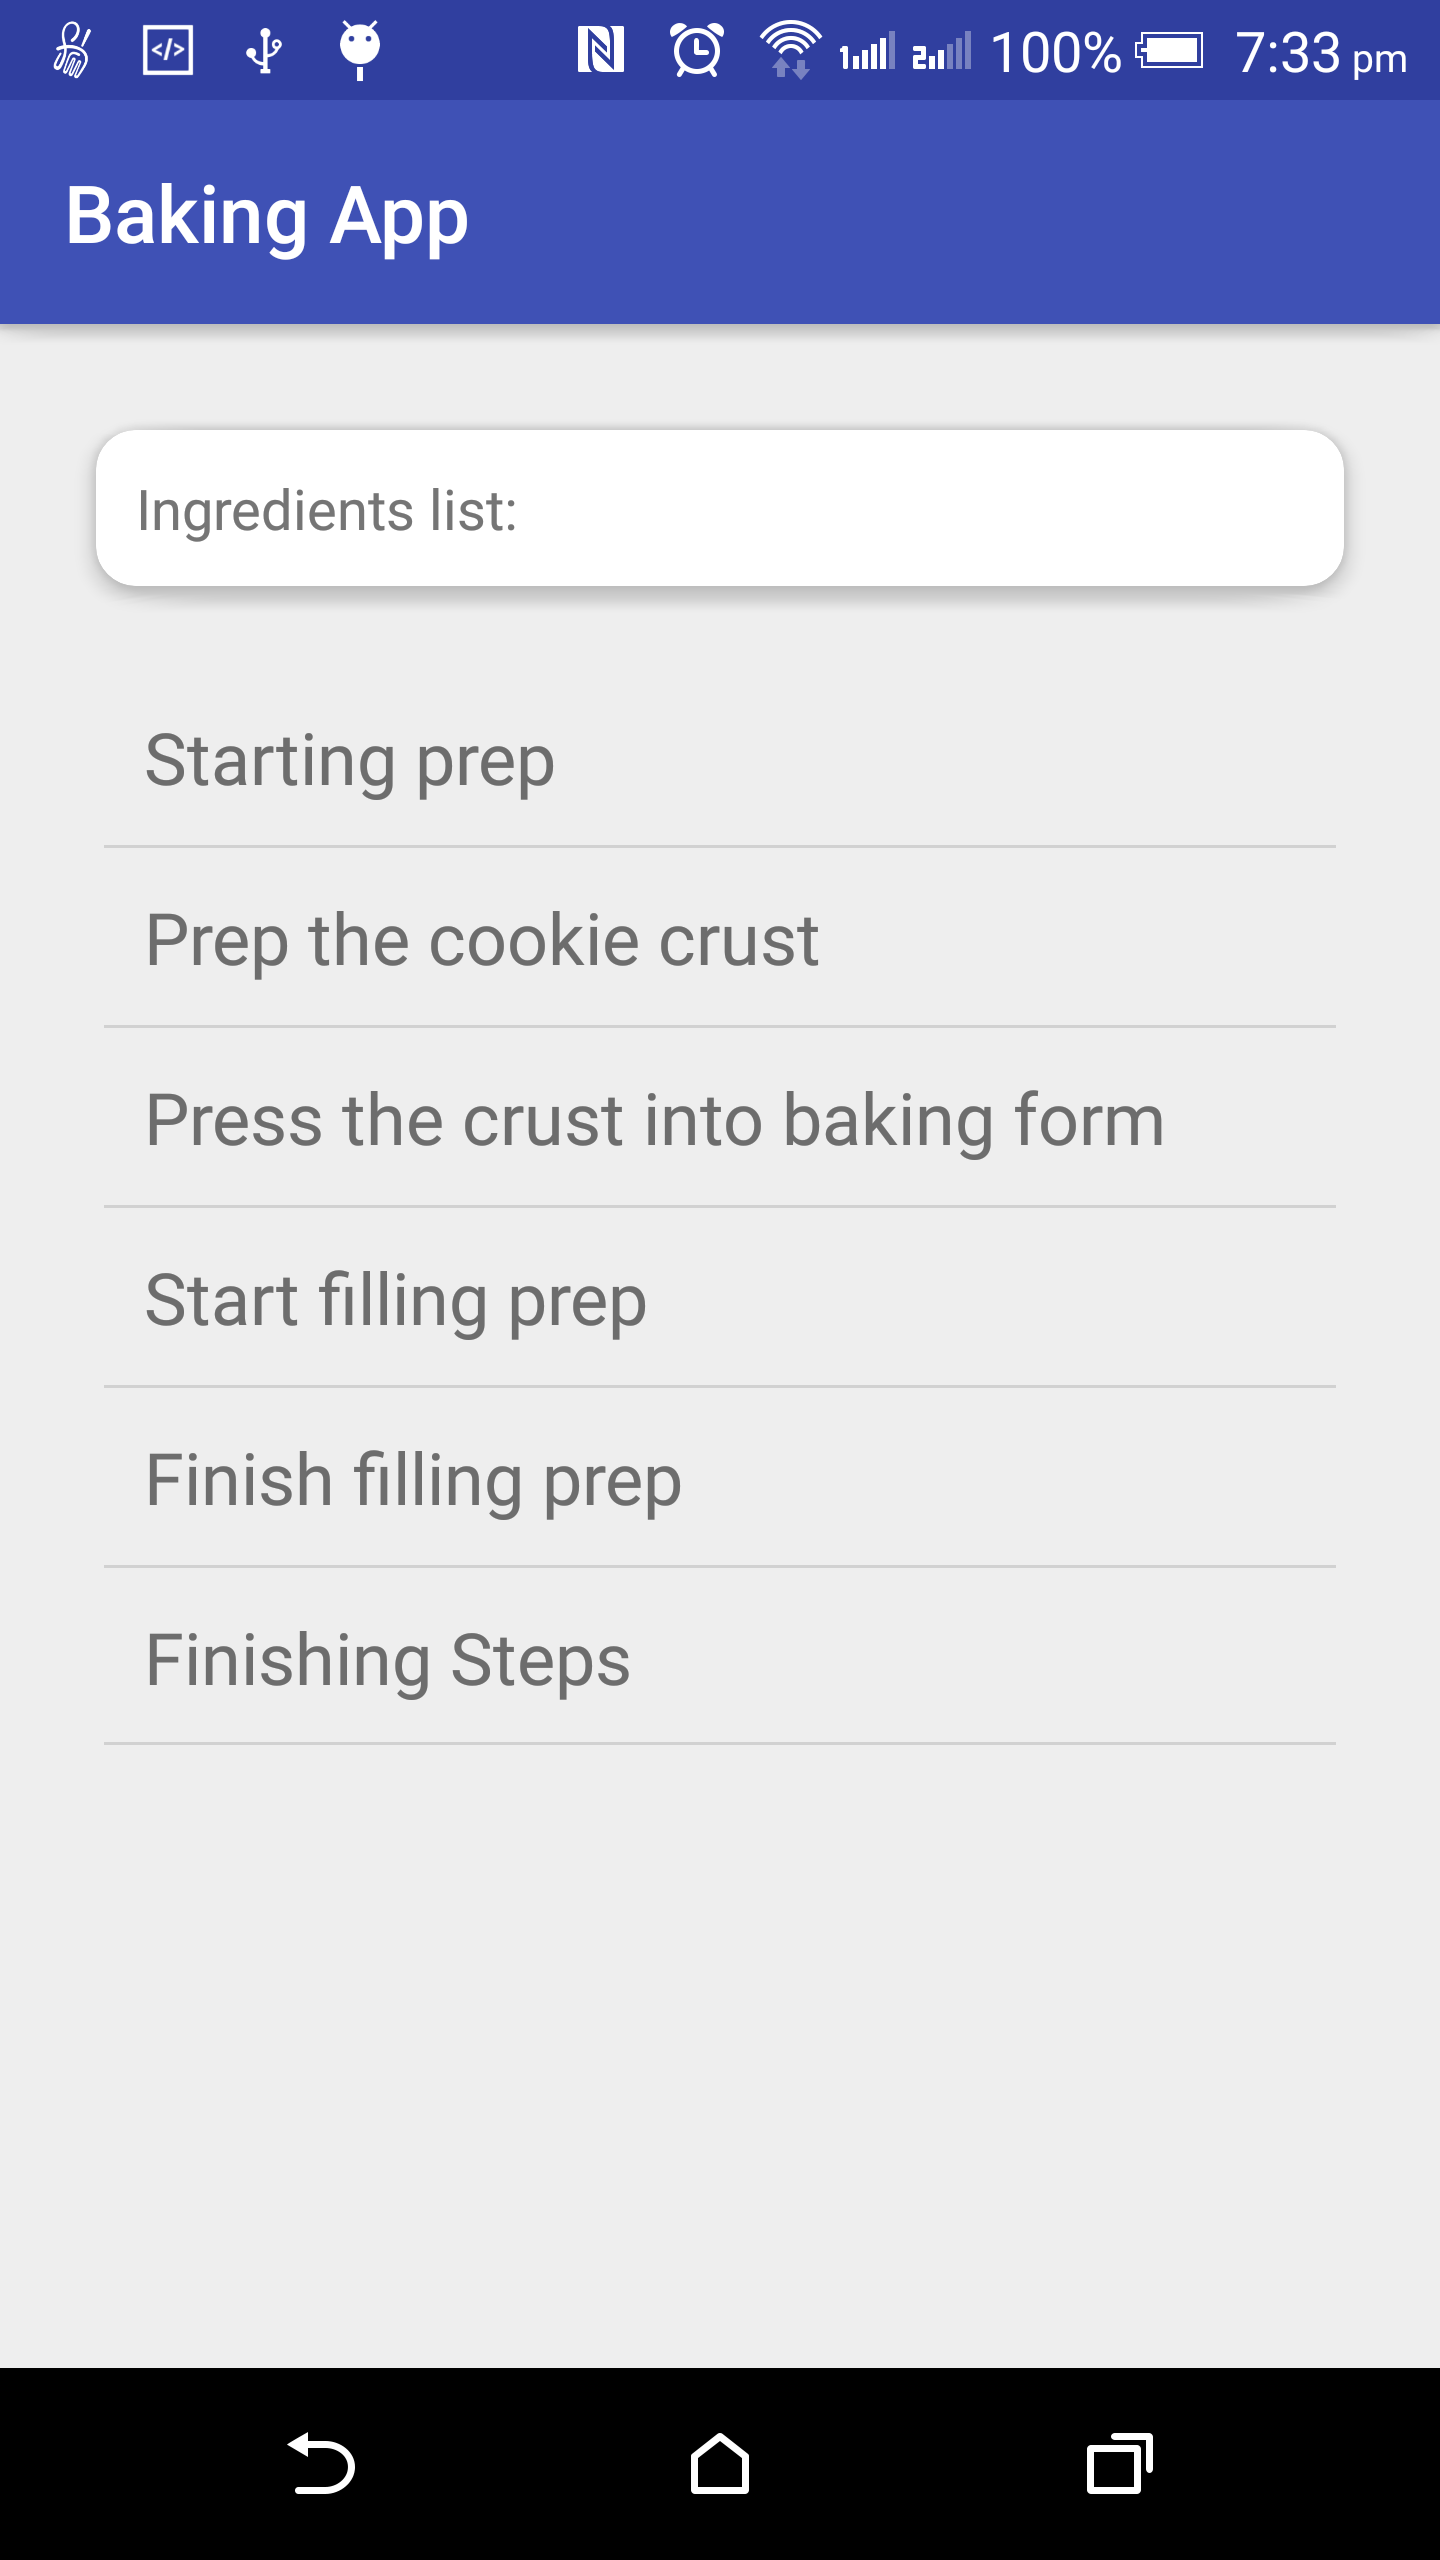 100% 7:33 pm
Baking App
Ingredients list:
Starting prep
Prep the cookie crust
Press the crust into baking form
Start filling prep
Finish filling prep
Finishing Steps